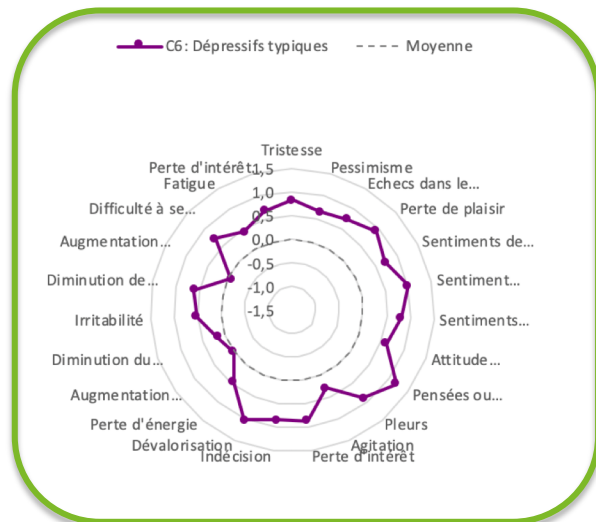 C6: Dépressifs typiques
Moyenne
Tristesse
Pessimisme
Echecs dans le...
Perte de plaisir
Sentiments de...
Sentiment...
Sentiments...
Attitude...
Pensées ou...
Pleurs
Agitation
Perte d'intérêt
Indécision
Dévalorisation
Perte d'énergie
Augmentation...
Diminution du...
Irritabilité
Diminution de...
Augmentation...
Difficulté à se...
Fatigue
Perte d'intérêt
1,5
1,0
0,5
0,0
-0,5
-1,0
-1,5